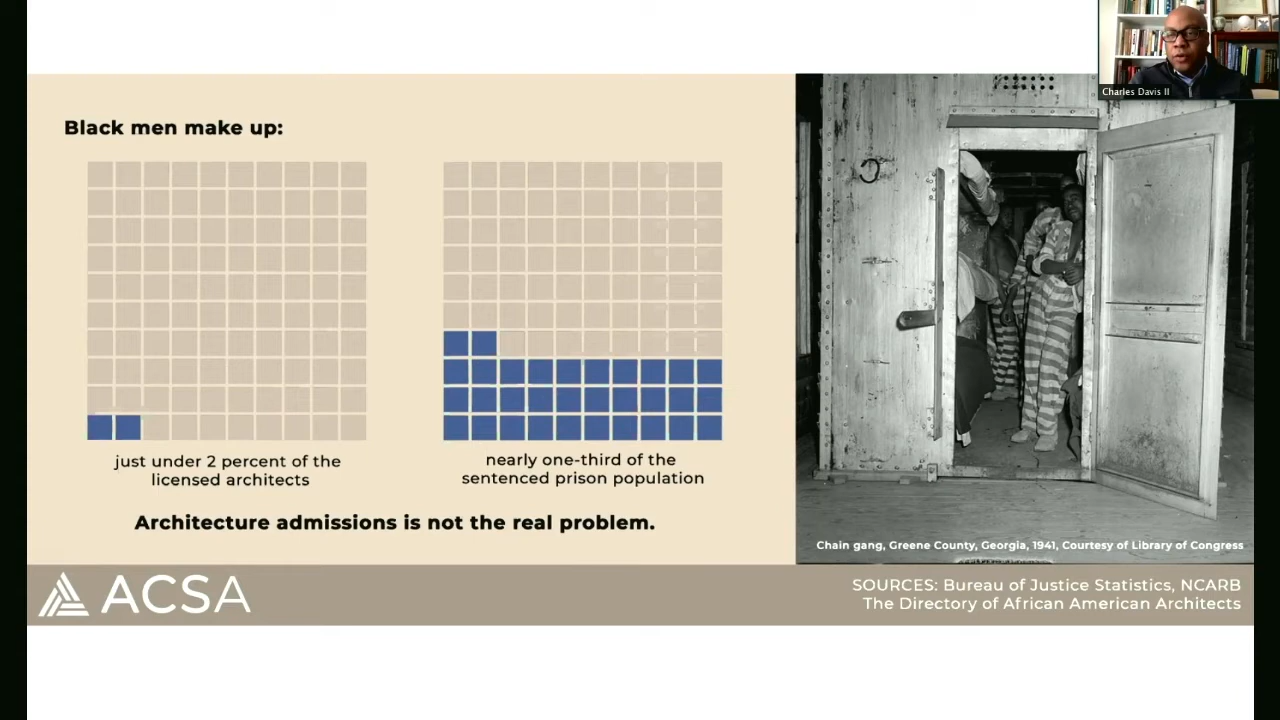 Charles Davis II
Black men make up:
just under 2 percent of the
licensed architects
nearly one-third of the
sentenced prison population
Architecture admissions is not the real problem.
Chain gang, Greene County, Georgia, 1941, Courtesy of Library of Congress
ACSA
SOURCES: Bureau of Justice Statistics, NCARB
The Directory of African American Architects